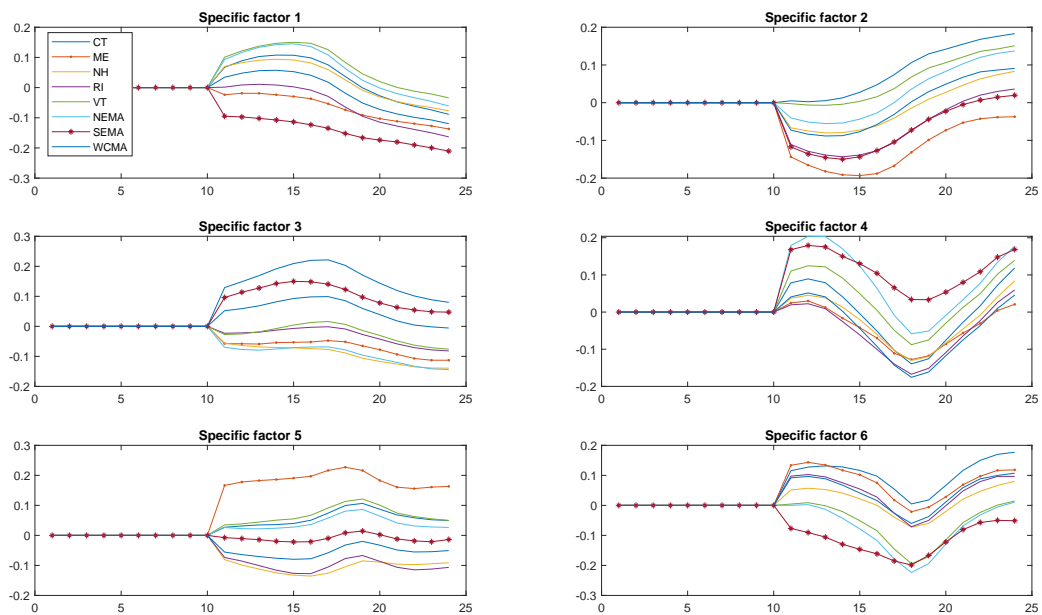 Specific factor 1
0.2
0.1
0
-0.1
-0.2
-0.3
CT
ME
NH
RI
VT
NEMA
SEMA
WCMA
0 5 10 15 20 25
Specific factor 2
0.2
0.1
0
-0.1
-0.2
0 5 10 15 20 25
Specific factor 3
0.3
0.2
0.1
0
-0.1
-0.2
0 5 10 15 20 25
Specific factor 4
0.2
0.1
0
-0.1
-0.2
0 5 10 15 20 25
Specific factor 5
0.3
0.2
0.1
0
-0.1
-0.2
0 5 10 15 20 25
Specific factor 6
0.2
0.1
0
-0.1
-0.2
-0.3
0 5 10 15 20 25